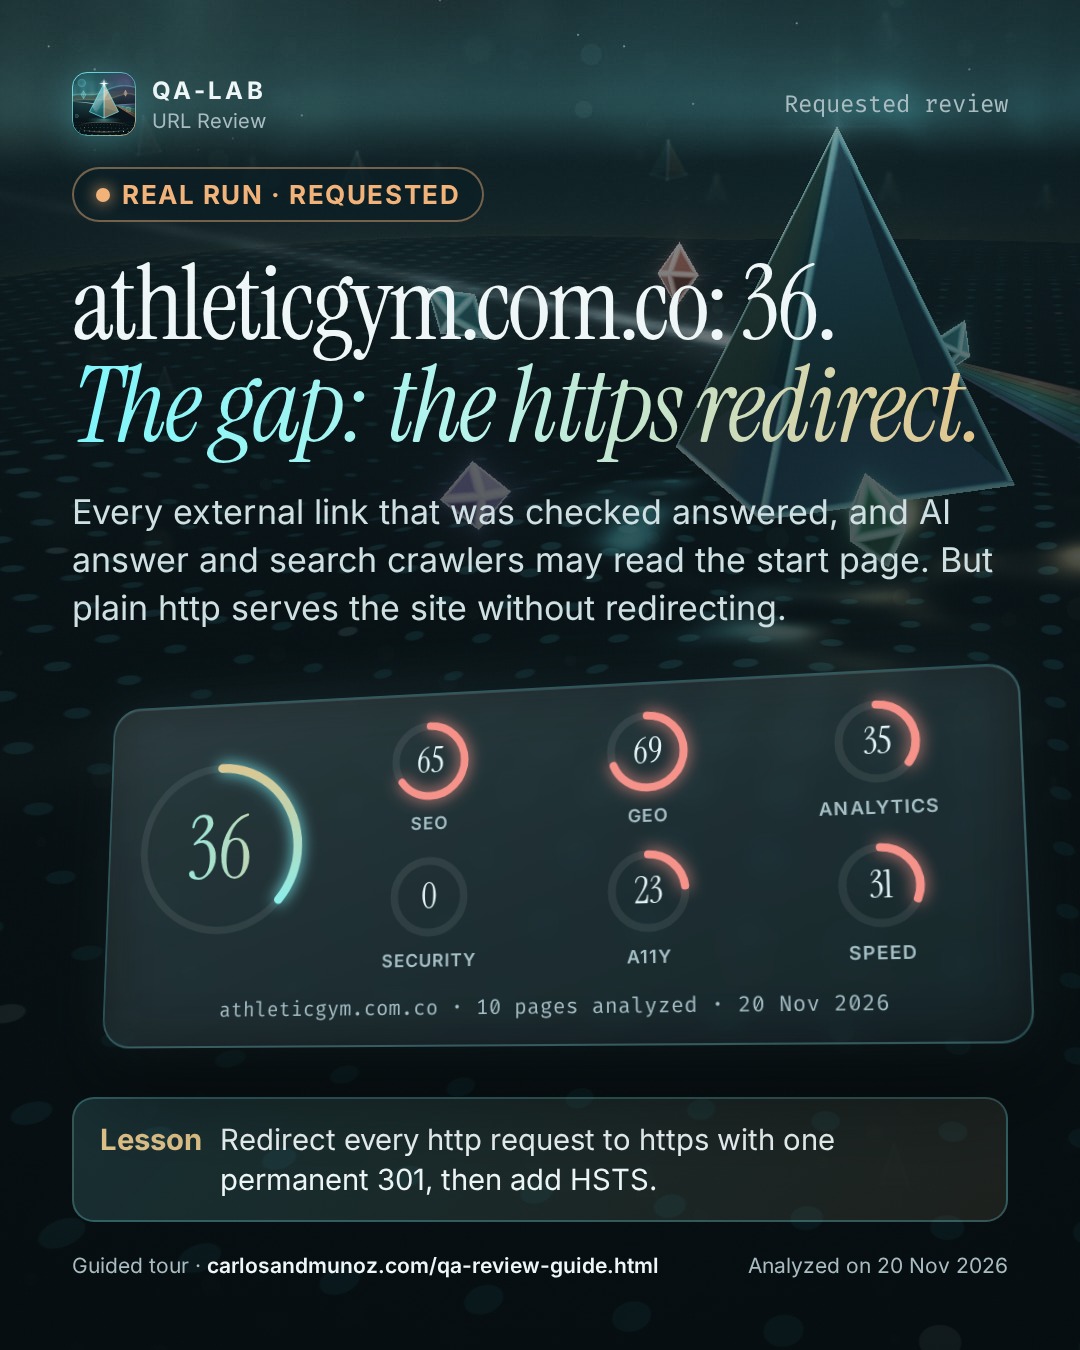 QA-LAB
URL Review
Requested review
REAL RUN · REQUESTED
athleticgym.com.co: 36.
The gap: the https redirect.
Every external link that was checked answered, and AI
answer and search crawlers may read the start page. But
plain http serves the site without redirecting.
36
65
SEO
69
GEO
35
ANALYTICS
0
SECURITY
23
A11Y
31
SPEED
athleticgym.com.co · 10 pages analyzed · 20 Nov 2026
Lesson Redirect every http request to https with one
permanent 301, then add HSTS.
Guided tour · carlosandmunoz.com/qa-review-guide.html
Analyzed on 20 Nov 2026